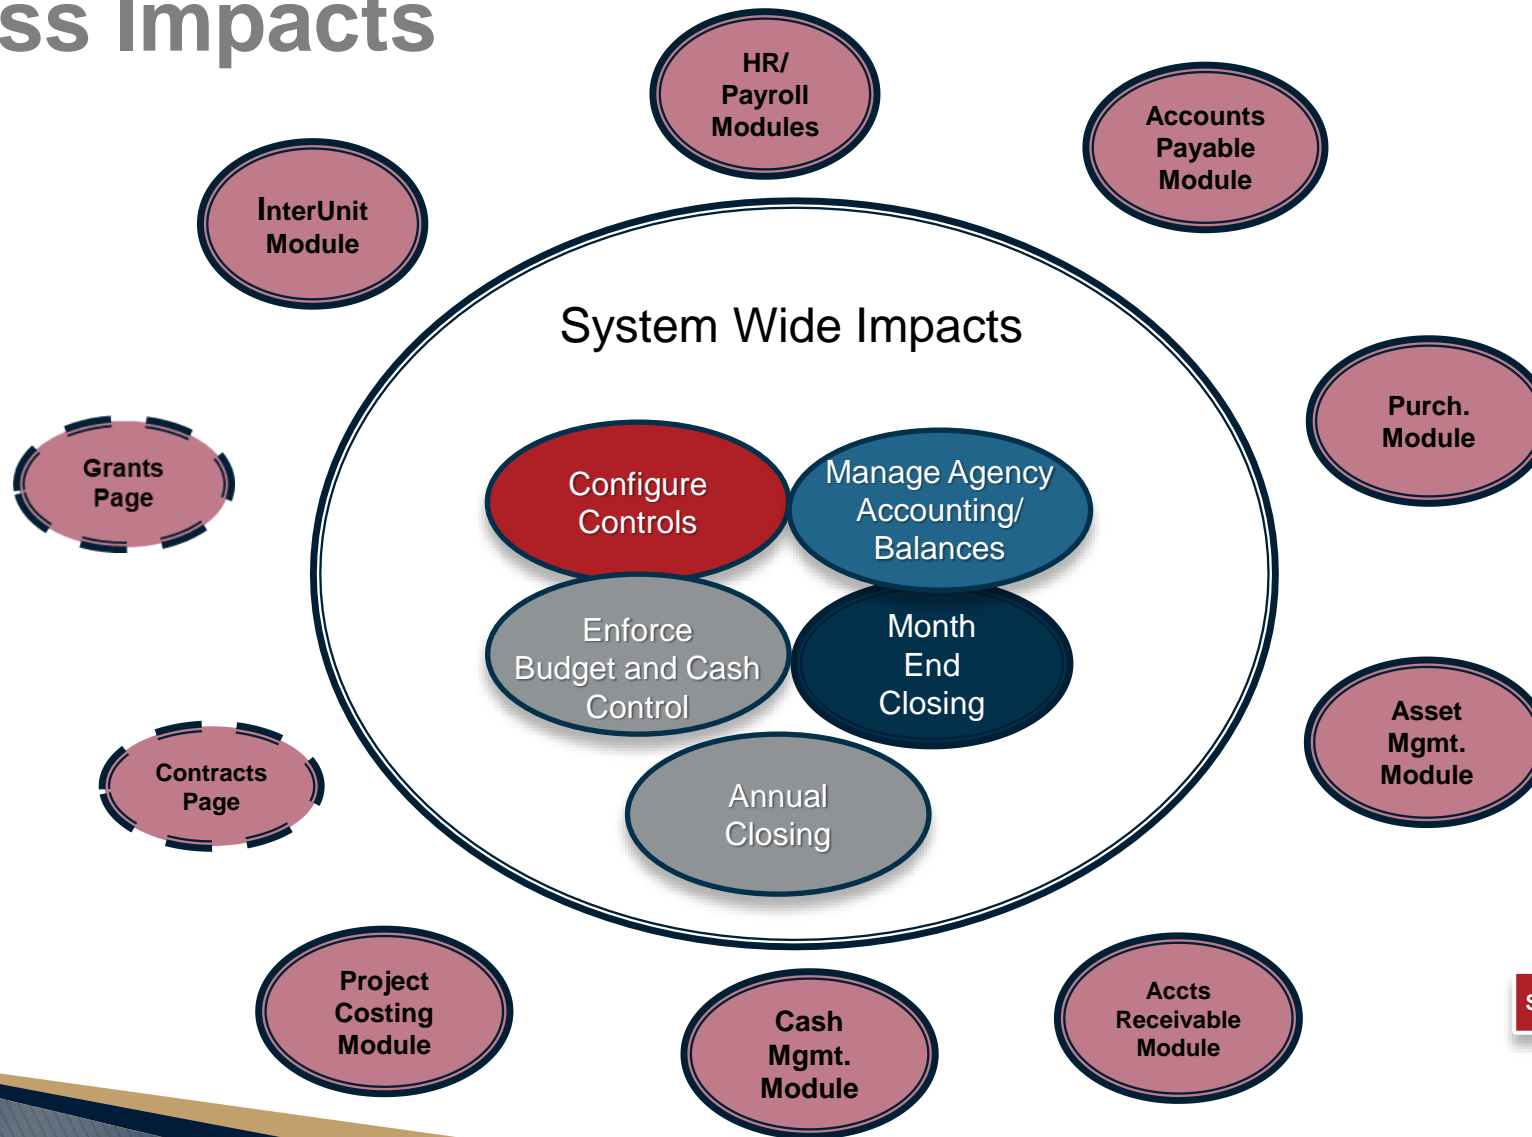 ss Impacts
HR/
Payroll
Modules
Accounts
Payable
Module
InterUnit
Module
System Wide Impacts
Purch.
Module
Grants
Page
Configure
Controls
Manage Agency
Accounting/
Balances
Enforce
Budget and Cash
Control
Month
End
Closing
Asset
Mgmt.
Module
Contracts
Page
Annual
Closing
Project
Costing
Module
Cash
Mgmt.
Module
Accts
Receivable
Module